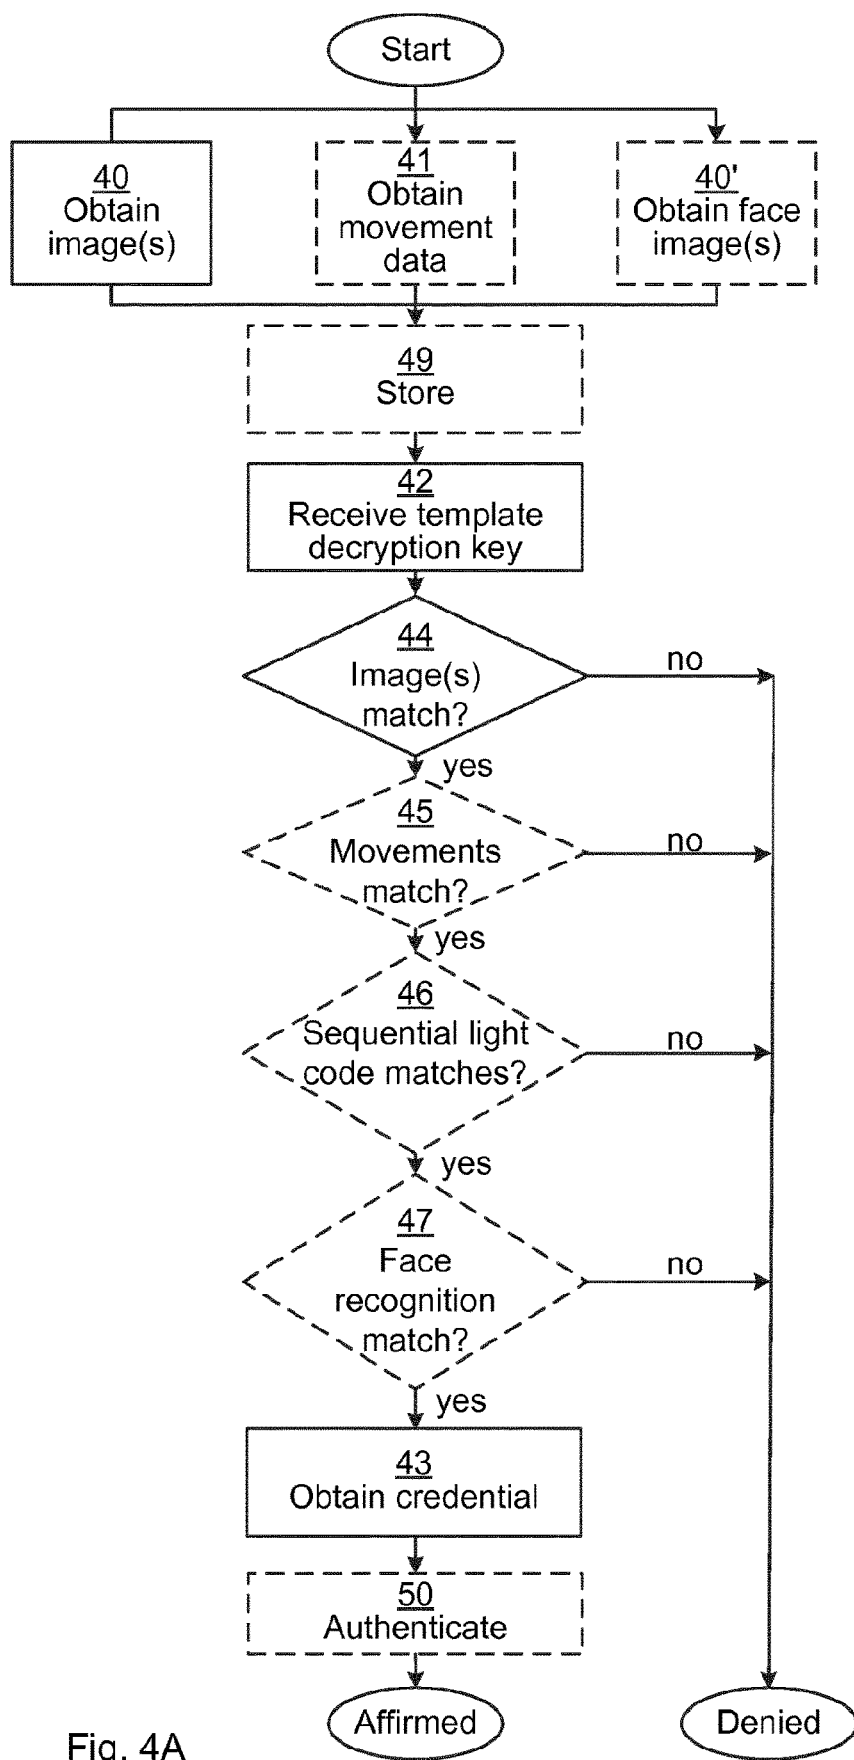 Start
40
Obtain
image(s)
41
Obtain
movement
data
40'
Obtain face
image(s)
49
Store
42
Receive template
decryption key
44
Image(s)
match?
no
yes
45
Movements
match?
no
yes
46
Sequential light
code matches?
no
yes
47
Face
recognition
match?
no
yes
43
Obtain credential
50
Authenticate
Affirmed
Denied
Fig. 4A